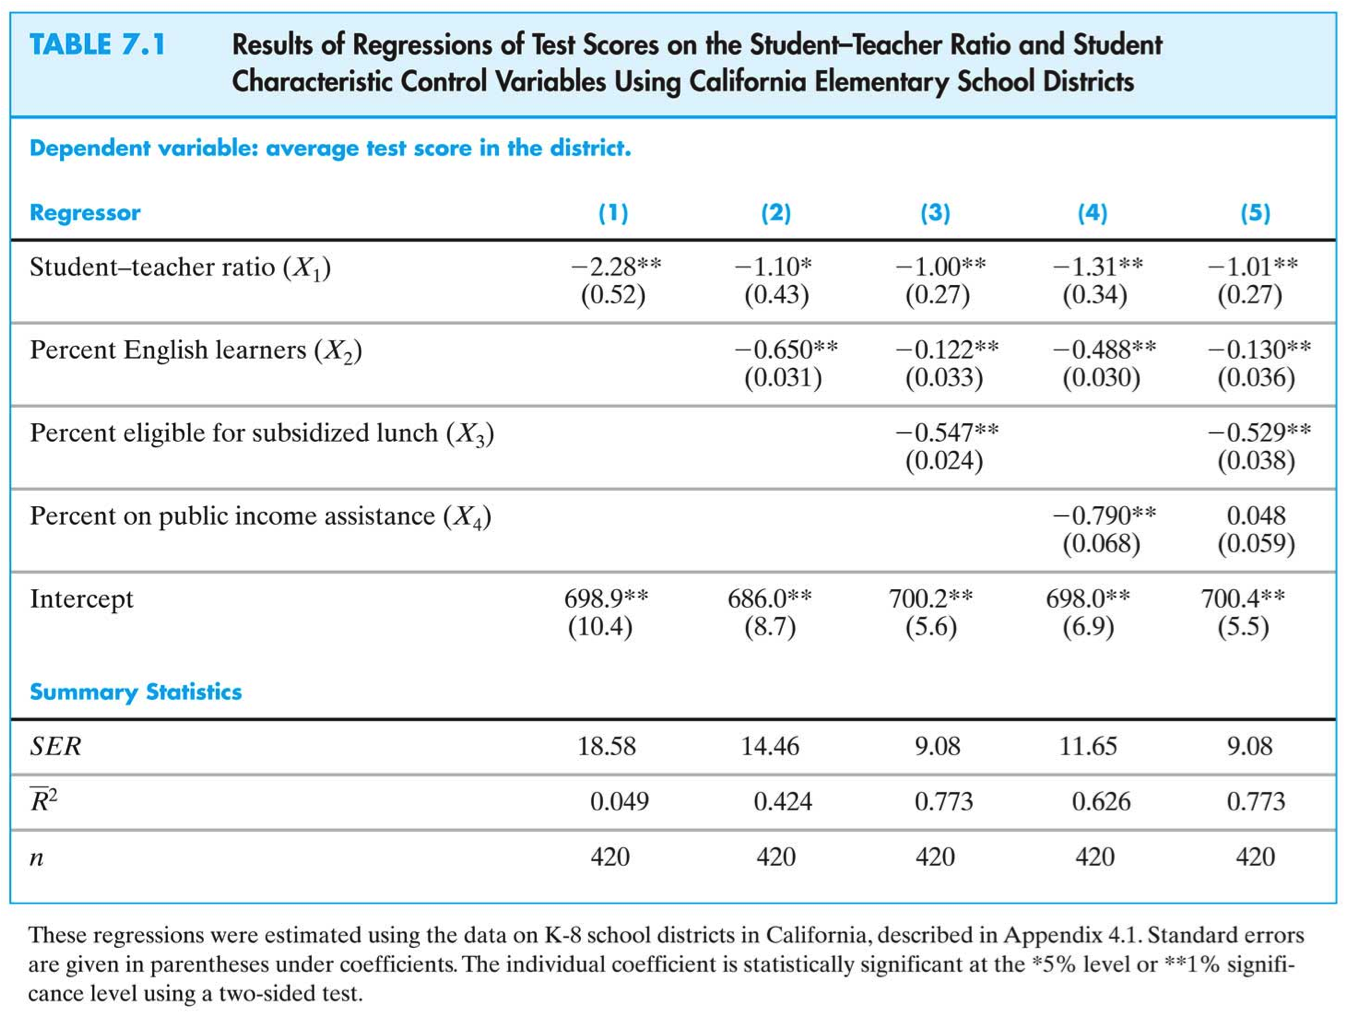 TABLE 7.1 Results of Regressions of Test Scores on the Student–Teacher Ratio and Student
Characteristic Control Variables Using California Elementary School Districts
Dependent variable: average test score in the district.
Regressor (1) (2) (3) (4) (5)
Student–teacher ratio (X₁) −2.28** −1.10* −1.00** −1.31** −1.01**
(0.52) (0.43) (0.27) (0.34) (0.27)
Percent English learners (X₂) −0.650** −0.122** −0.488** −0.130**
(0.031) (0.033) (0.030) (0.036)
Percent eligible for subsidized lunch (X₃) −0.547** −0.529**
(0.024) (0.038)
Percent on public income assistance (X₄) −0.790** 0.048
(0.068) (0.059)
Intercept 698.9** 686.0** 700.2** 698.0** 700.4**
(10.4) (8.7) (5.6) (6.9) (5.5)
Summary Statistics
SER 18.58 14.46 9.08 11.65 9.08
R̅² 0.049 0.424 0.773 0.626 0.773
n 420 420 420 420 420
These regressions were estimated using the data on K-8 school districts in California, described in Appendix 4.1. Standard errors
are given in parentheses under coefficients. The individual coefficient is statistically significant at the *5% level or **1% signifi-
cance level using a two-sided test.